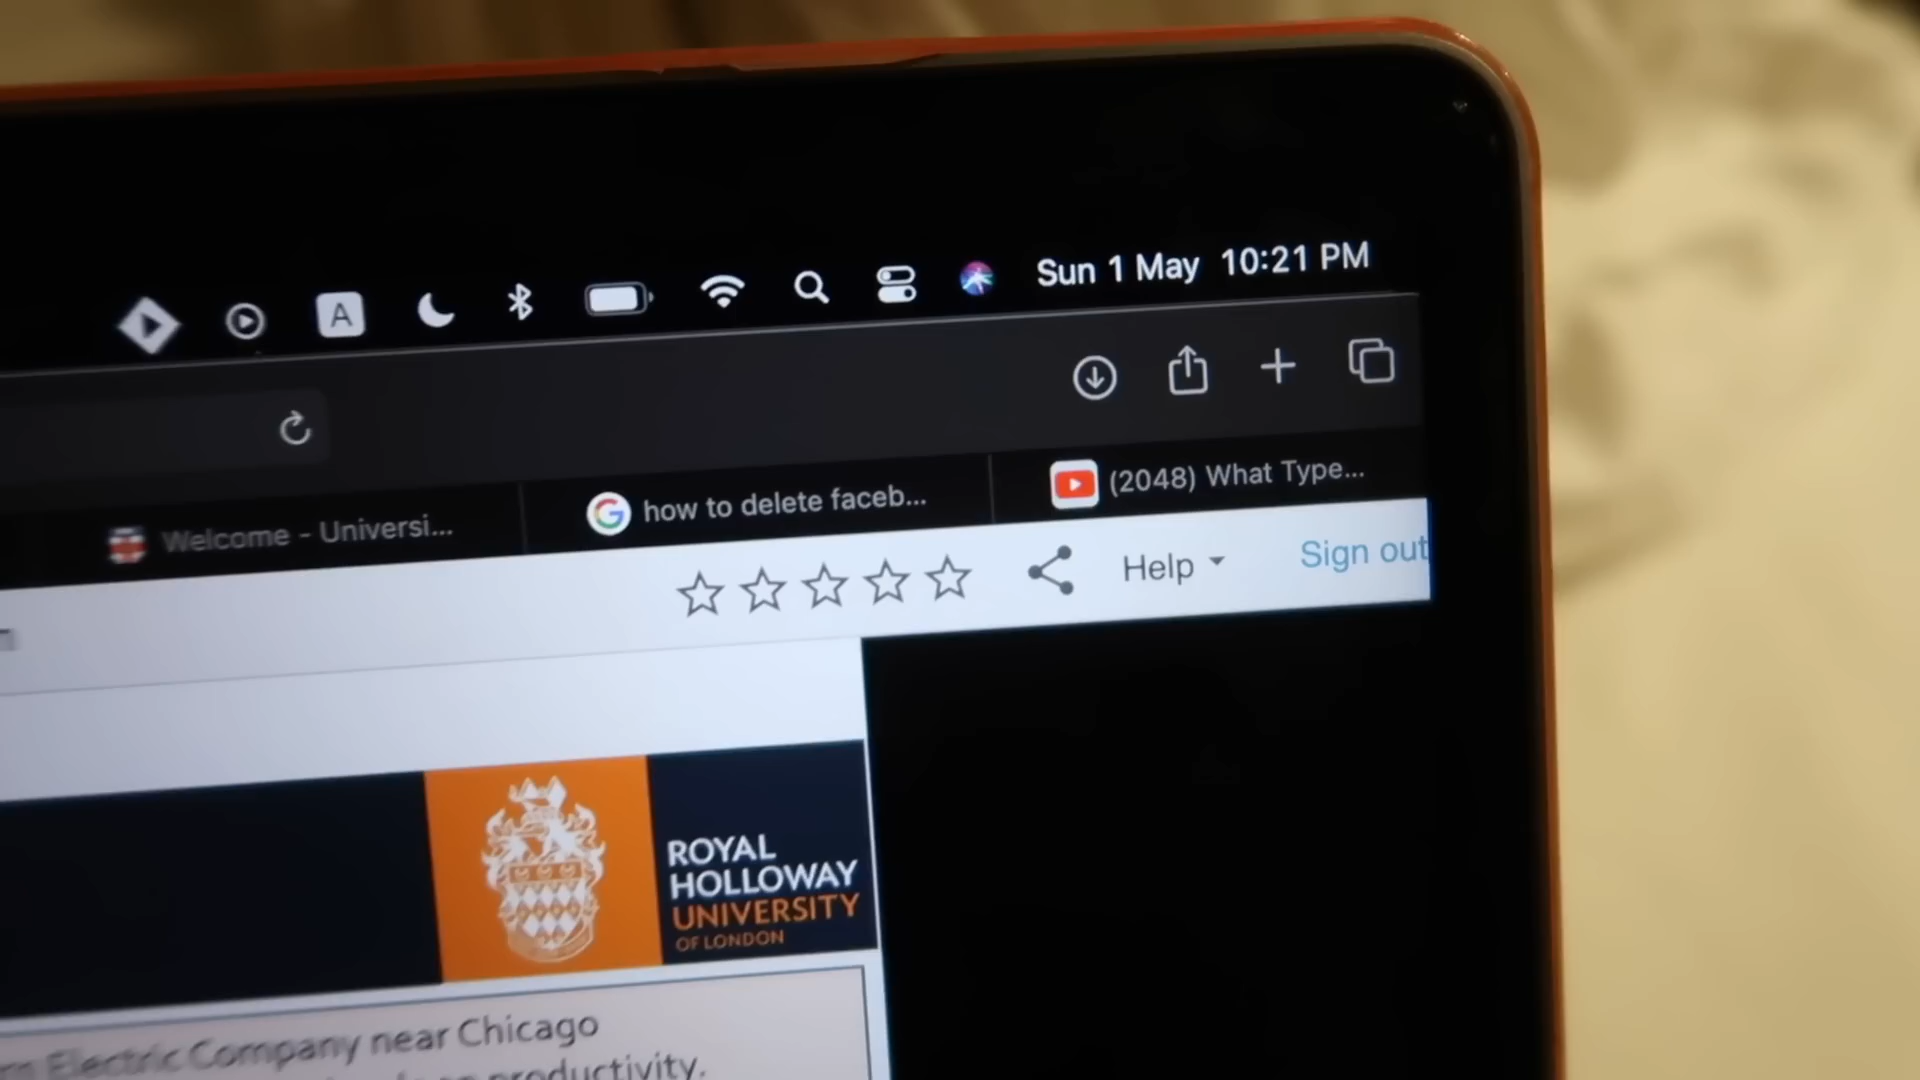 A
Sun 1 May 10:21 PM
Welcome - Universi...
how to delete faceb...
(2048) What Type...
Help
Sign out
ROYAL
HOLLOWAY
UNIVERSITY
OF LONDON
Electric Company near Chicago
productivity.